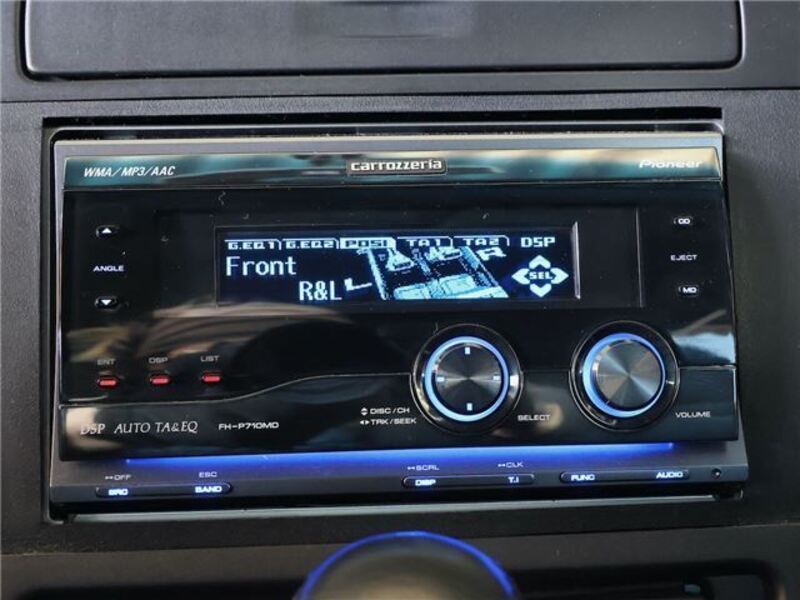 WMA/MP3/AAC carrozzeria Pioneer
ANGLE
G.EQ1 G.EQ2 POSI TA1 TA2 DSP
Front
R&L L R SEL
CD
EJECT
MD
ENT DSP LIST
DSP AUTO TA&EQ FH-P710MD
DISC/CH
TRK/SEEK
SELECT VOLUME
OFF ESC SCRL CLK
SRC BAND DISP T.I FUNC AUDIO